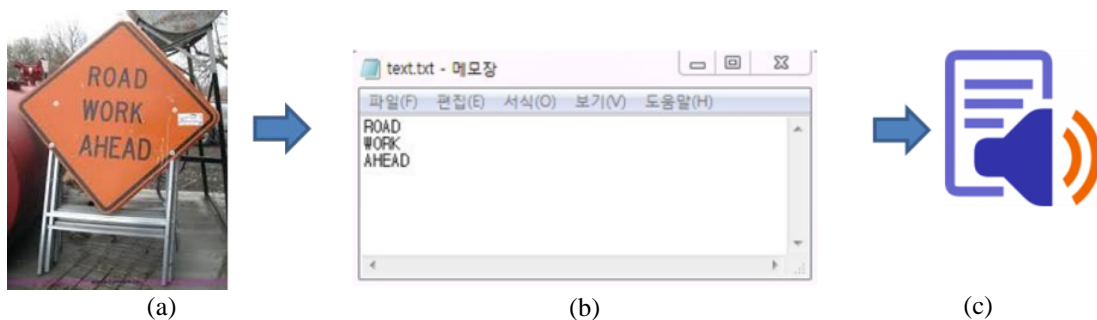 ROAD
WORK
AHEAD
text.txt - 메모장
파일(F) 편집(E) 서식(O) 보기(V) 도움말(H)
ROAD
WORK
AHEAD
(a)
(b)
(c)